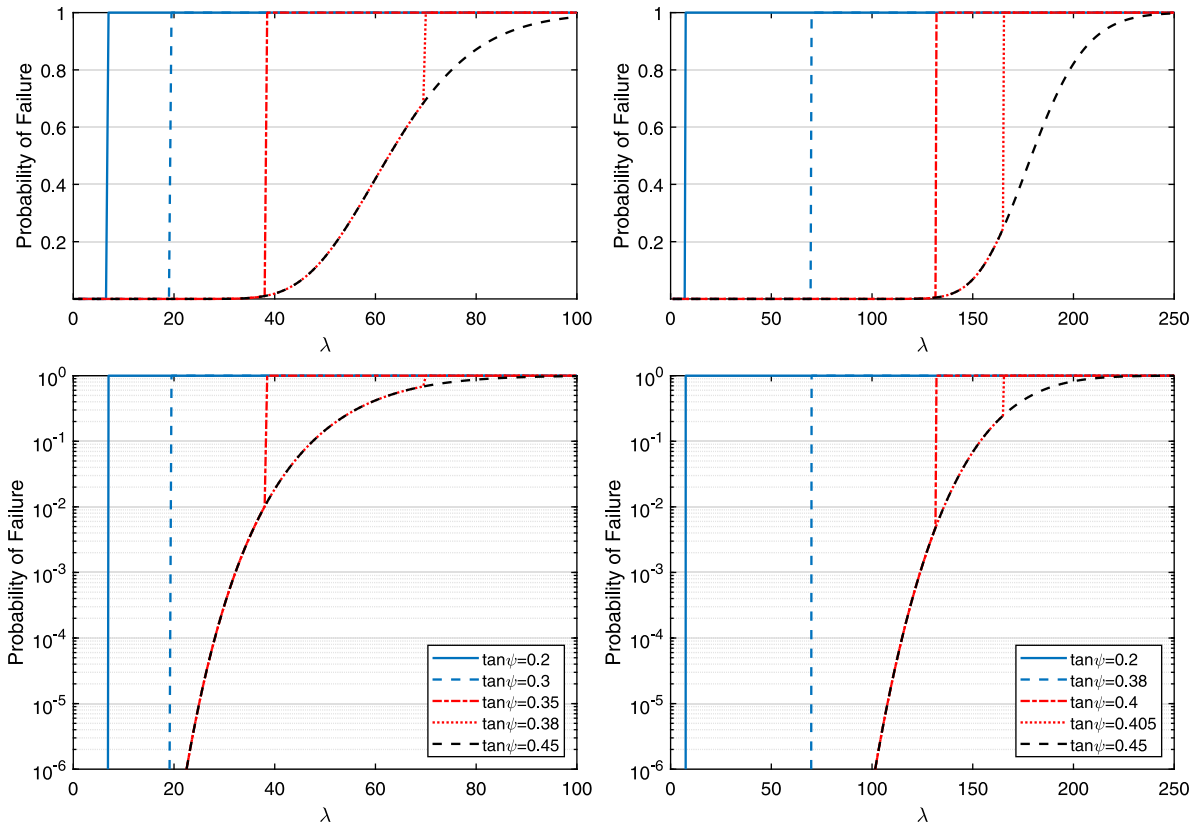 Probability of Failure
1
0.8
0.6
0.4
0.2
0 20 40 60 80 100
λ
Probability of Failure
1
0.8
0.6
0.4
0.2
0 50 100 150 200 250
λ
Probability of Failure
10^0
10^-1
10^-2
10^-3
10^-4
10^-5
10^-6
0 20 40 60 80 100
λ
tanψ=0.2
tanψ=0.3
tanψ=0.35
tanψ=0.38
tanψ=0.45
Probability of Failure
10^0
10^-1
10^-2
10^-3
10^-4
10^-5
10^-6
0 50 100 150 200 250
λ
tanψ=0.2
tanψ=0.38
tanψ=0.4
tanψ=0.405
tanψ=0.45